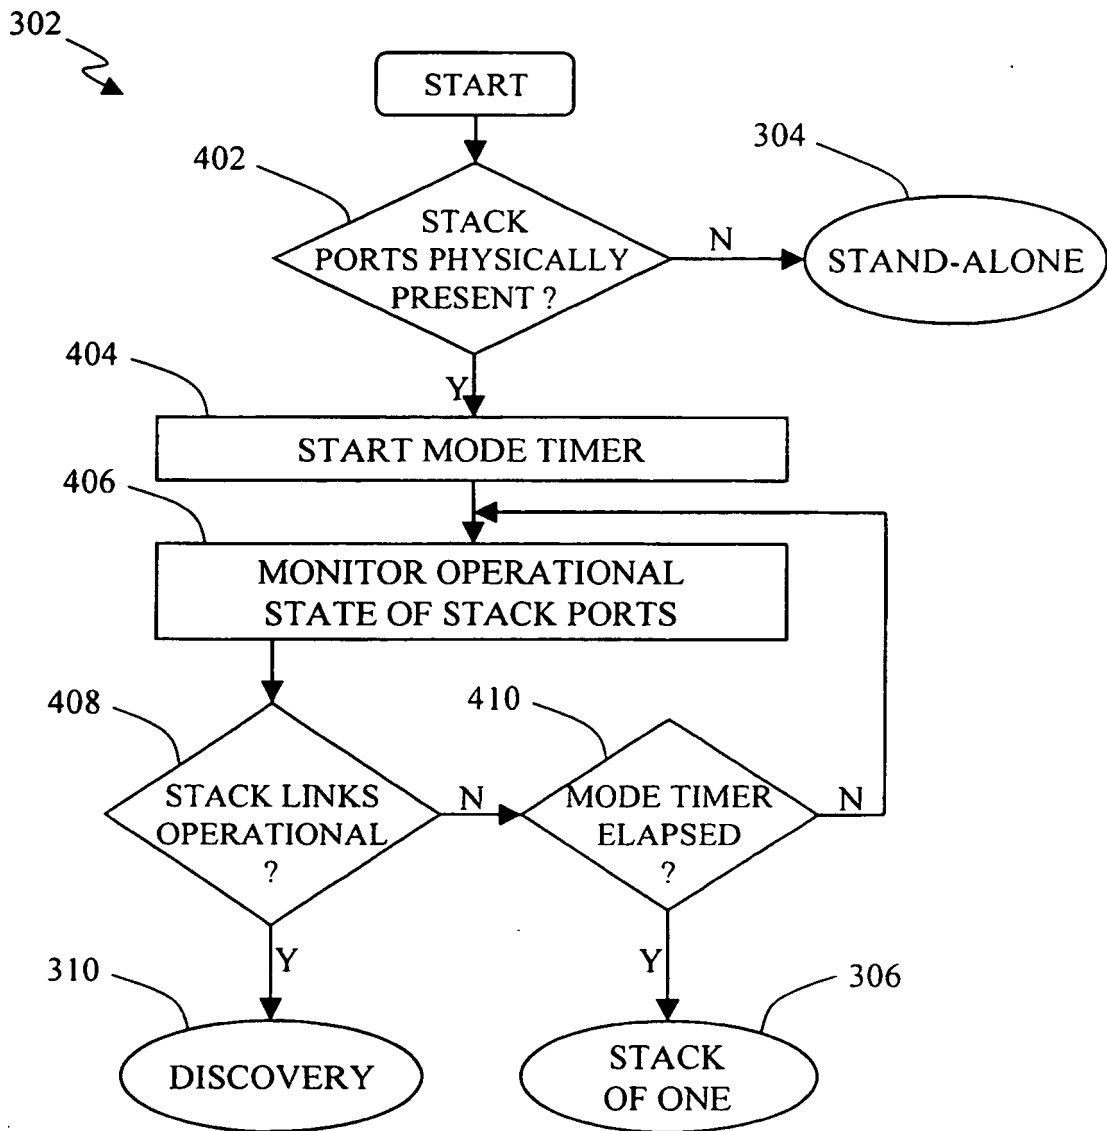 302
START
402
304
STACK
PORTS PHYSICALLY
PRESENT ?
N
STAND-ALONE
404
Y
START MODE TIMER
406
MONITOR OPERATIONAL
STATE OF STACK PORTS
408
410
STACK LINKS
OPERATIONAL
?
N
MODE TIMER
ELAPSED
?
N
Y
Y
310
306
DISCOVERY
STACK
OF ONE